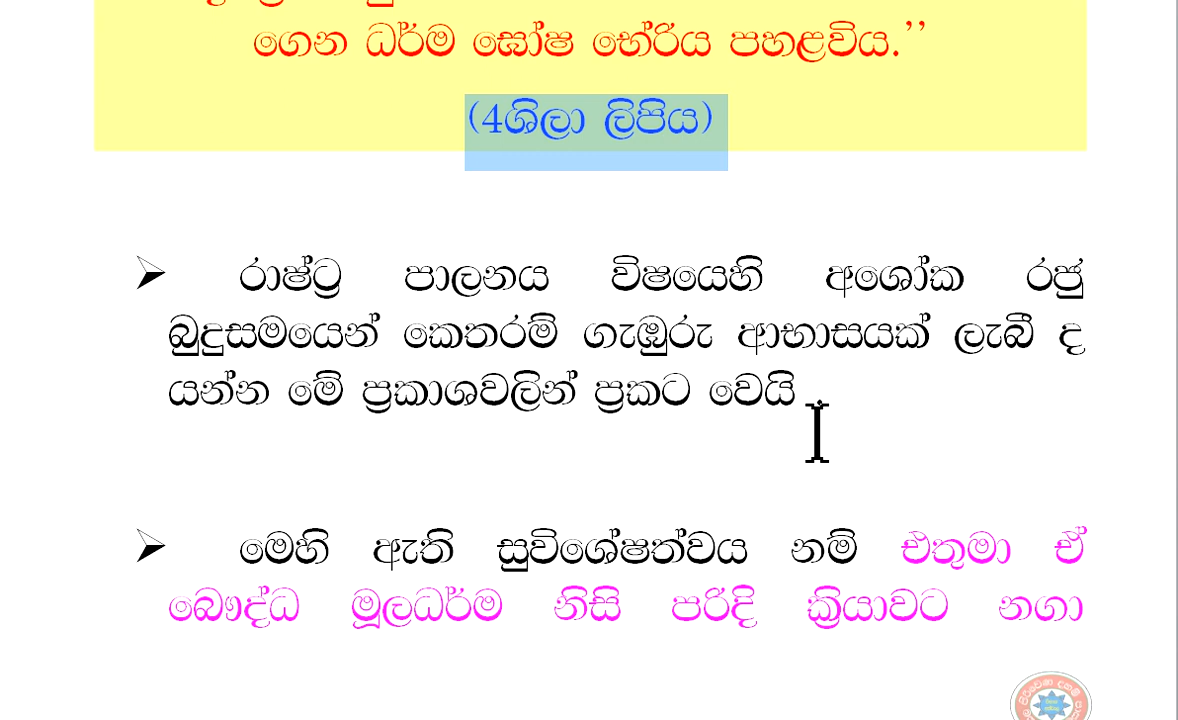 ගෙන ධර්ම ඝෝෂ භේරිය පහළවිය.’’
(4ශිලා ලිපිය)
➢ රාෂ්ට්‍ර පාලනය විෂයෙහි අශෝක රජු
බුදුසමයෙන් කෙතරම් ගැඹුරු ආභාසයක් ලැබී ද
යන්න මේ ප්‍රකාශවලින් ප්‍රකට වෙයි.
➢ මෙහි ඇති සුවිශේෂත්වය නම් එතුමා ඒ
බෞද්ධ මූලධර්ම නිසි පරිදි ක්‍රියාවට නගා